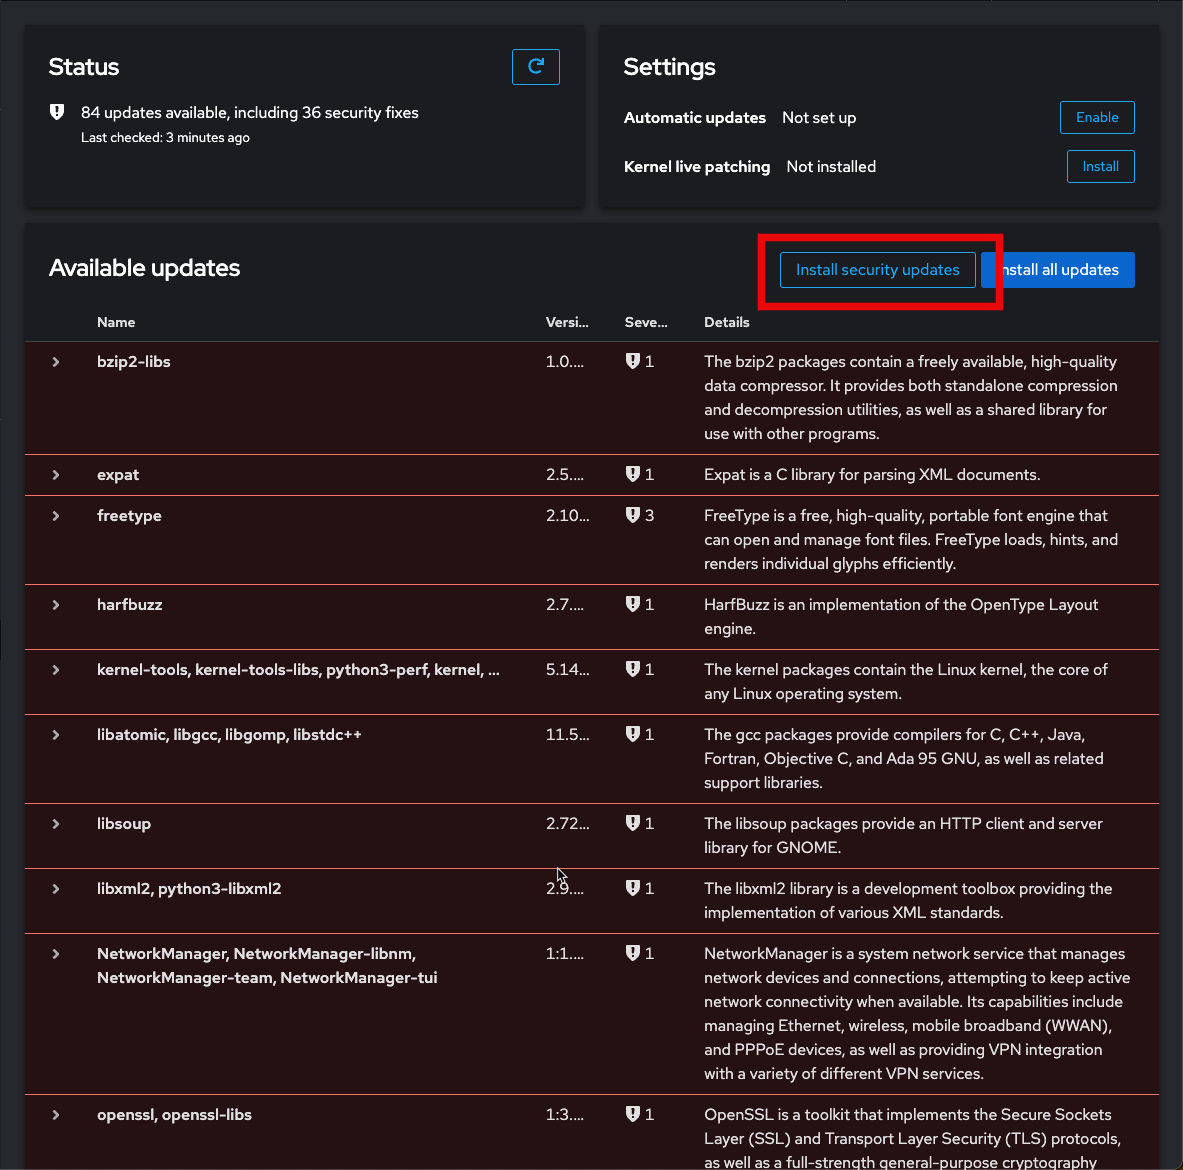 Status
84 updates available, including 36 security fixes
Last checked: 3 minutes ago
Settings
Automatic updates Not set up Enable
Kernel live patching Not installed Install
Available updates
Install security updates
nstall all updates
Name Versi... Seve... Details
bzip2-libs 1.0.... 1 The bzip2 packages contain a freely available, high-quality
data compressor. It provides both standalone compression
and decompression utilities, as well as a shared library for
use with other programs.
expat 2.5.... 1 Expat is a C library for parsing XML documents.
freetype 2.10... 3 FreeType is a free, high-quality, portable font engine that
can open and manage font files. FreeType loads, hints, and
renders individual glyphs efficiently.
harfbuzz 2.7.... 1 HarfBuzz is an implementation of the OpenType Layout
engine.
kernel-tools, kernel-tools-libs, python3-perf, kernel, ... 5.14... 1 The kernel packages contain the Linux kernel, the core of
any Linux operating system.
libatomic, libgcc, libgomp, libstdc++ 11.5... 1 The gcc packages provide compilers for C, C++, Java,
Fortran, Objective C, and Ada 95 GNU, as well as related
support libraries.
libsoup 2.72... 1 The libsoup packages provide an HTTP client and server
library for GNOME.
libxml2, python3-libxml2 2.9.... 1 The libxml2 library is a development toolbox providing the
implementation of various XML standards.
NetworkManager, NetworkManager-libnm, 1:1.... 1 NetworkManager is a system network service that manages
NetworkManager-team, NetworkManager-tui network devices and connections, attempting to keep active
network connectivity when available. Its capabilities include
managing Ethernet, wireless, mobile broadband (WWAN),
and PPPoE devices, as well as providing VPN integration
with a variety of different VPN services.
openssl, openssl-libs 1:3.... 1 OpenSSL is a toolkit that implements the Secure Sockets
Layer (SSL) and Transport Layer Security (TLS) protocols,
as well as a full-strength general-purpose cryptography